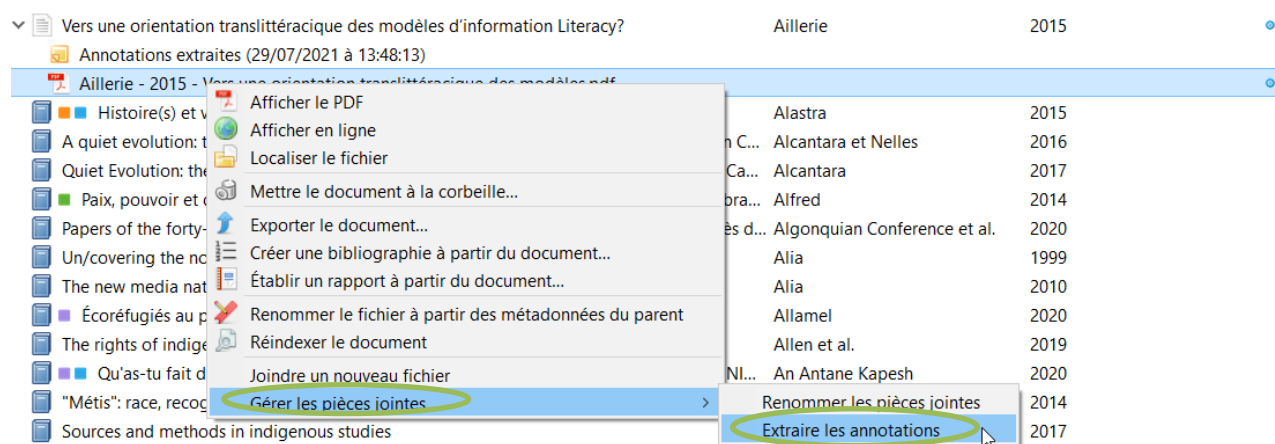 Vers une orientation translittéracique des modèles d'information Literacy? Aillerie 2015
Annotations extraites (29/07/2021 à 13:48:13)
Aillerie - 2015 - Vers une orientation translittéracique des modèles.pdf
Afficher le PDF
Histoire(s) et v Alastra 2015
Afficher en ligne
A quiet evolution: t n C... Alcantara et Nelles 2016
Localiser le fichier
Quiet Evolution: the Ca... Alcantara 2017
Mettre le document à la corbeille...
Paix, pouvoir et bra... Alfred 2014
Exporter le document...
Papers of the forty- ès d... Algonquian Conference et al. 2020
Créer une bibliographie à partir du document...
Un/covering the no Alia 1999
Établir un rapport à partir du document...
The new media nat Alia 2010
Renommer le fichier à partir des métadonnées du parent
Écoréfugiés au p Allamel 2020
Réindexer le document
The rights of indige Allen et al. 2019
Joindre un nouveau fichier
Qu'as-tu fait d NI... An Antane Kapesh 2020
Gérer les pièces jointes
Renommer les pièces jointes
"Métis": race, recog 2014
Extraire les annotations
Sources and methods in indigenous studies 2017